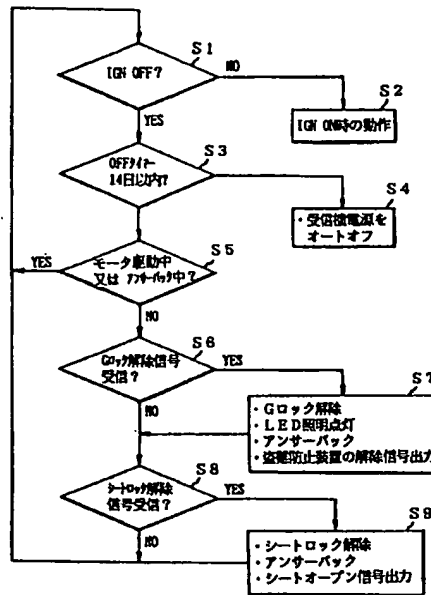 S1
IGN OFF?
NO
S2
IGN ON時の動作
YES
S3
OFFタイマー
14日以内?
S4
・受信機電源を
オートオフ
S5
YES
モータ駆動中
又は アンサーバック中?
NO
S6
Gロック解除信号
受信?
YES
S7
・Gロック解除
・LED照明点灯
・アンサーバック
・盗難防止装置の解除信号出力
NO
S8
シートロック解除
信号受信?
YES
S9
・シートロック解除
・アンサーバック
・シートオープン信号出力
NO